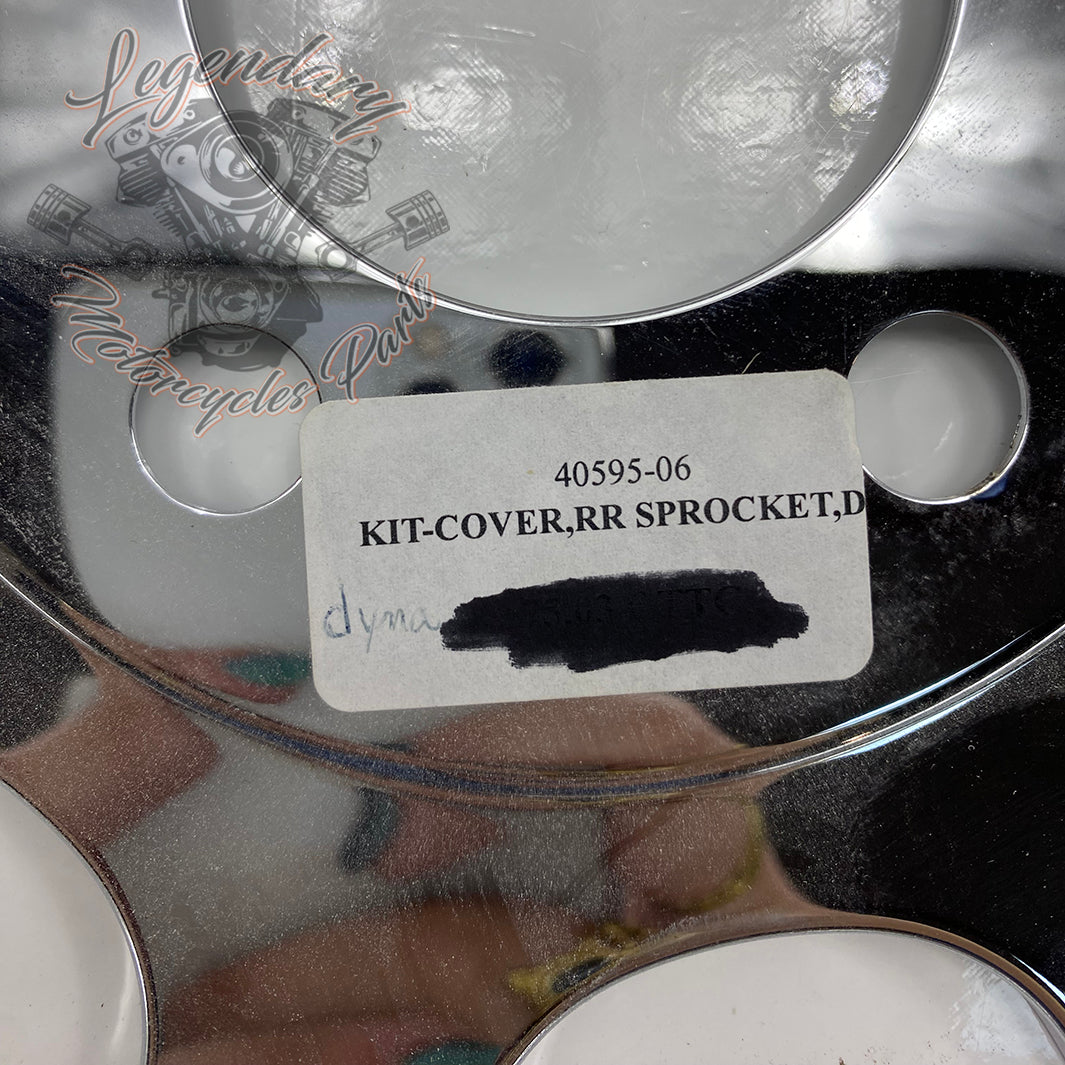 Legendary
Motorcycles Parts
40595-06
KIT-COVER,RR SPROCKET,D
dyna